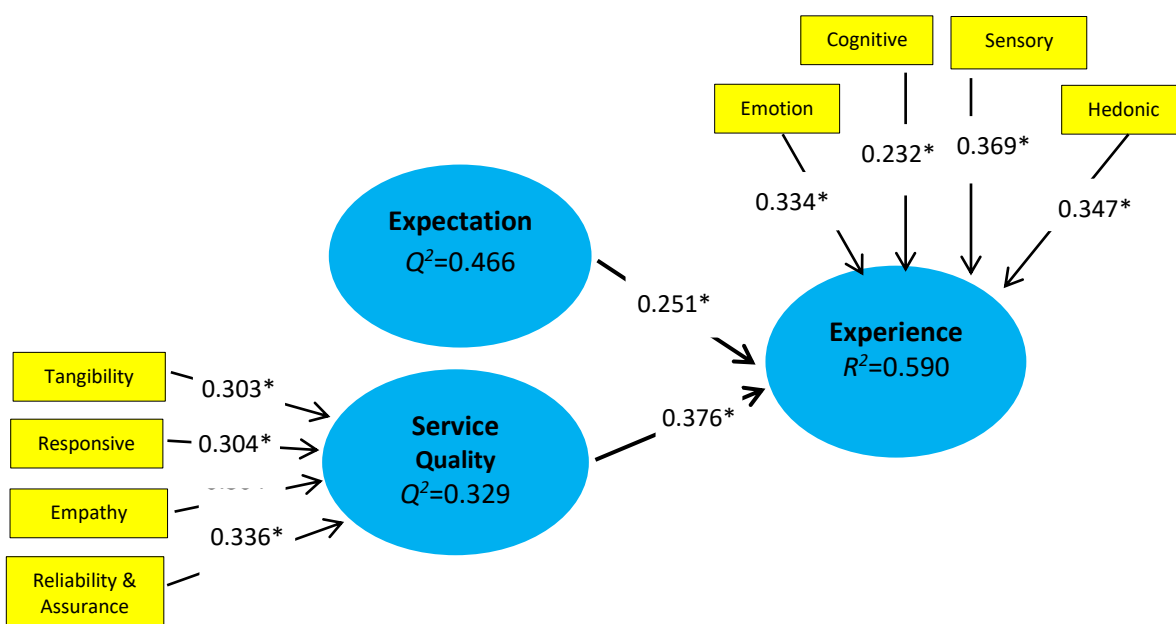 Cognitive
Sensory
Emotion
Hedonic
0.232*
0.369*
0.334*
0.347*
Expectation
Q²=0.466
0.251*
Experience
R²=0.590
Tangibility
0.303*
Service
Quality
Q²=0.329
0.376*
Responsive
0.304*
Empathy
0.336*
Reliability &
Assurance